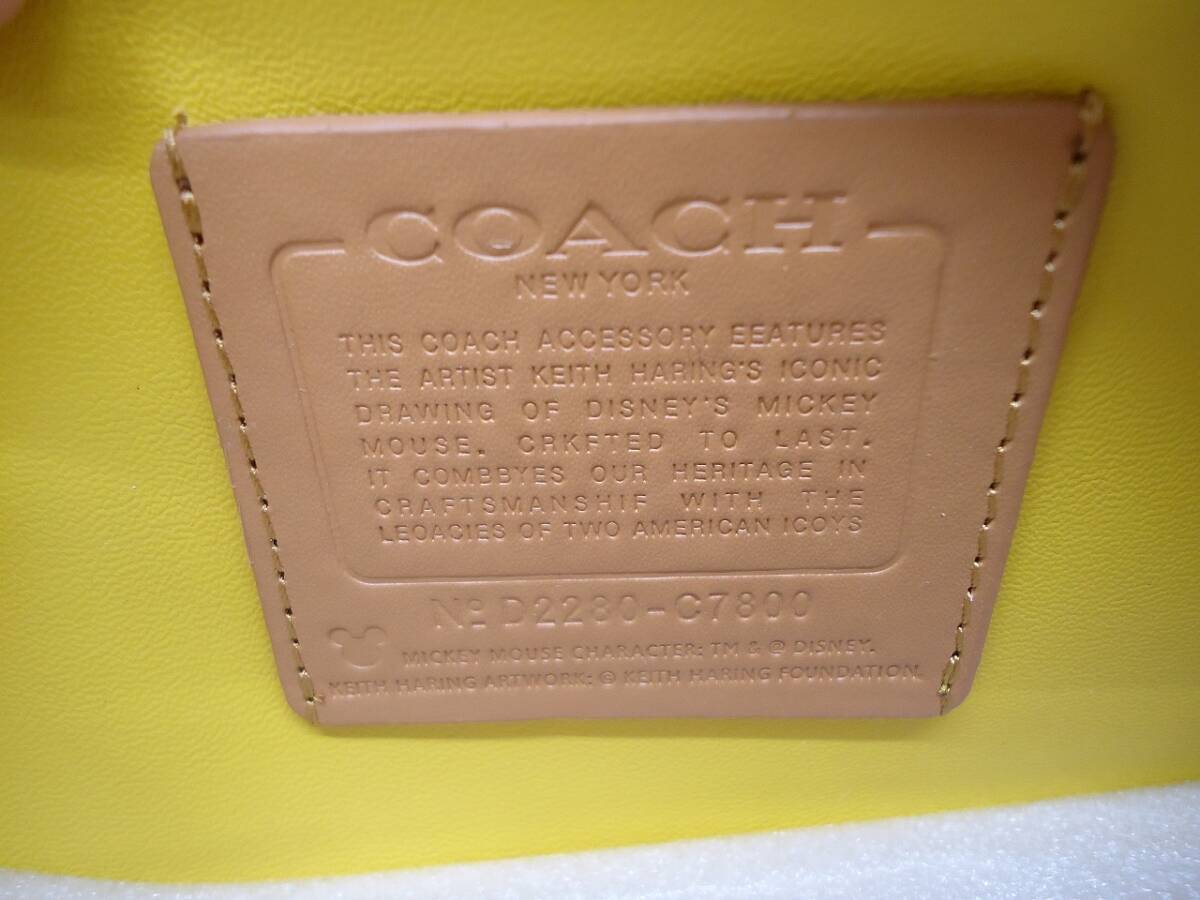 COACH
NEW YORK
THIS COACH ACCESSORY EEATURES
THE ARTIST KEITH HARING'S ICONIC
DRAWING OF DISNEY'S MICKEY
MOUSE. CRKFTED TO LAST.
IT COMBBYES OUR HERITAGE IN
CRAFTSMANSHIF WITH THE
LEOACIES OF TWO AMERICAN ICOYS
Nº D2280-C7800
MICKEY MOUSE CHARACTER: TM & @ DISNEY.
KEITH HARING ARTWORK: © KEITH HARING FOUNDATION.